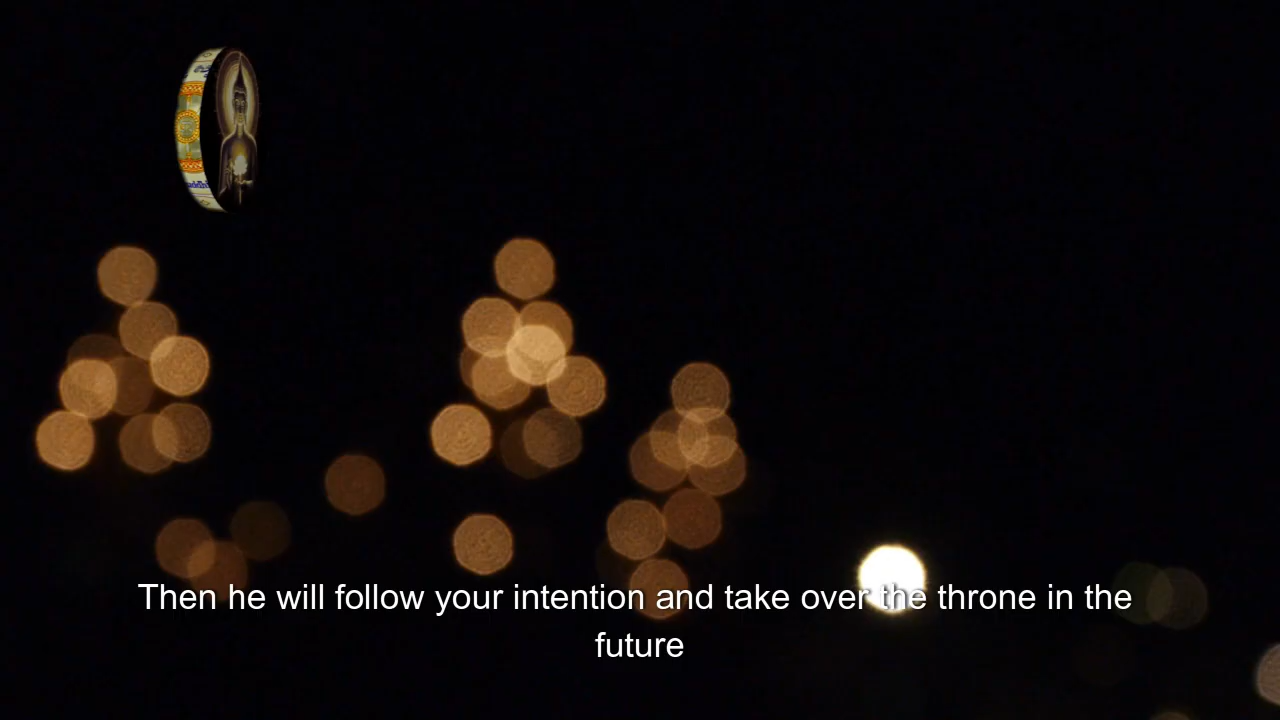 Then he will follow your intention and take over the throne in the
future